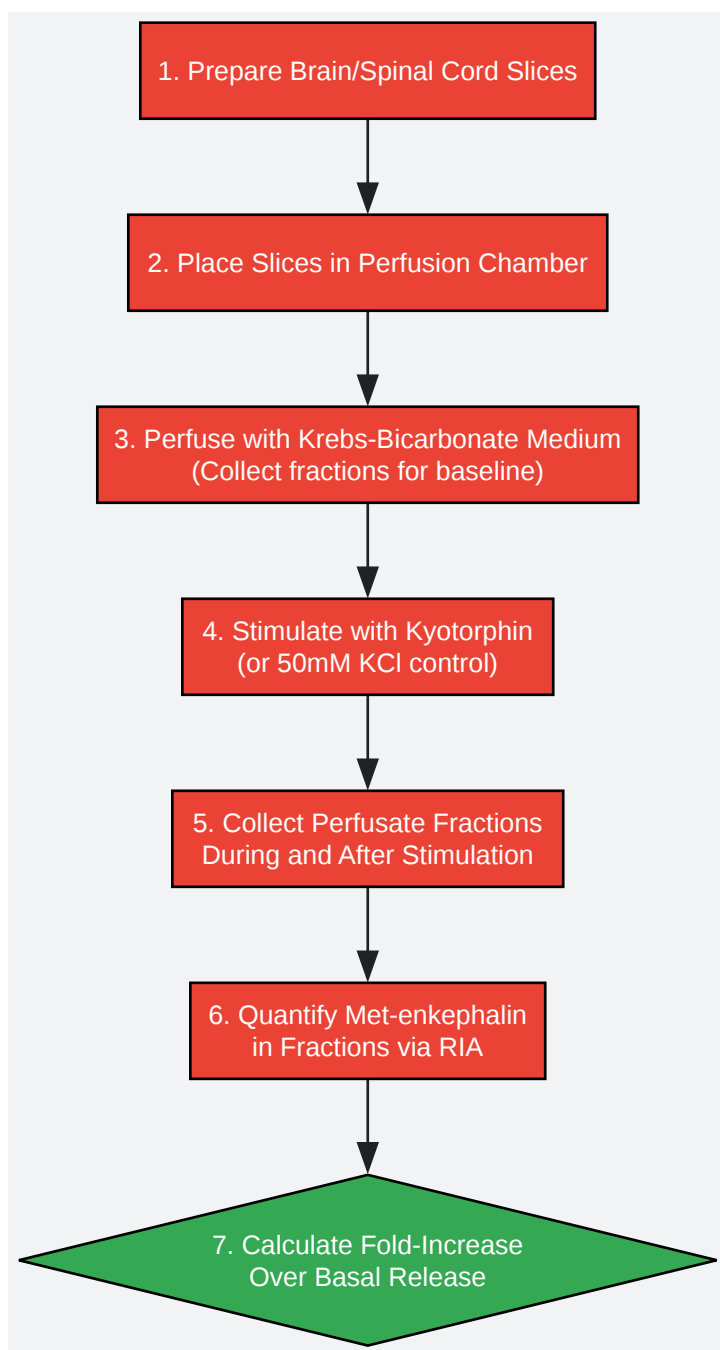 1. Prepare Brain/Spinal Cord Slices
2. Place Slices in Perfusion Chamber
3. Perfuse with Krebs-Bicarbonate Medium
(Collect fractions for baseline)
4. Stimulate with Kyotorphin
(or 50mM KCl control)
5. Collect Perfusate Fractions
During and After Stimulation
6. Quantify Met-enkephalin
in Fractions via RIA
7. Calculate Fold-Increase
Over Basal Release